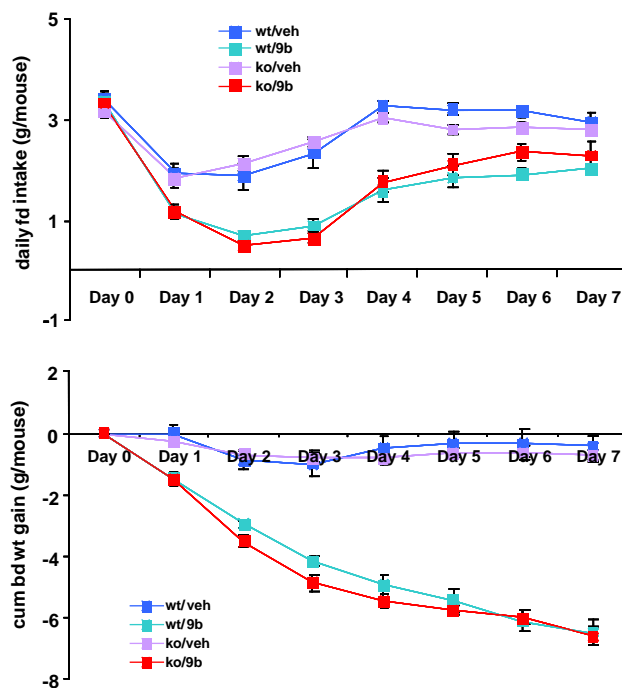 daily fd intake (g/mouse)
5
3
1
-1
wt/veh
wt/9b
ko/veh
ko/9b
Day 0 Day 1 Day 2 Day 3 Day 4 Day 5 Day 6 Day 7
cum bd wt gain (g/mouse)
2
0
-2
-4
-6
-8
Day 0 Day 1 Day 2 Day 3 Day 4 Day 5 Day 6 Day 7
wt/veh
wt/9b
ko/veh
ko/9b